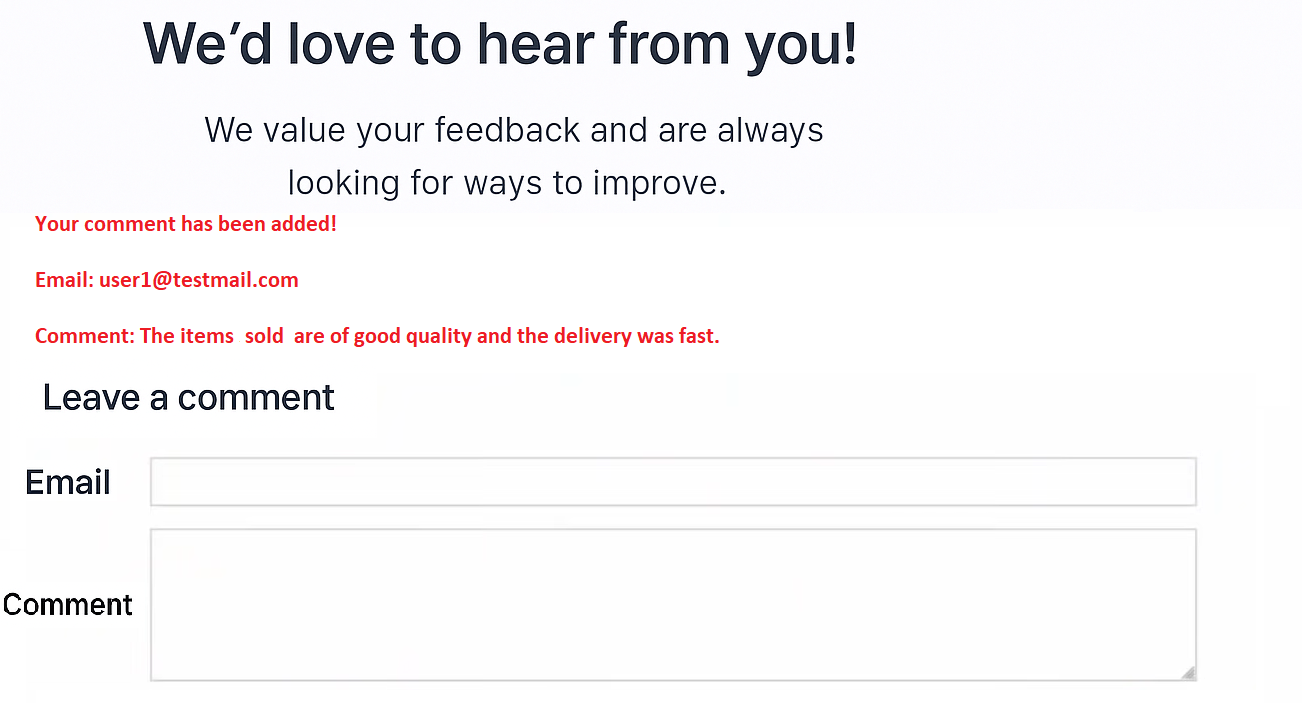 We’d love to hear from you!
We value your feedback and are always
looking for ways to improve.
Your comment has been added!
Email: user1@testmail.com
Comment: The items  sold  are of good quality and the delivery was fast.
Leave a comment
Email
Comment